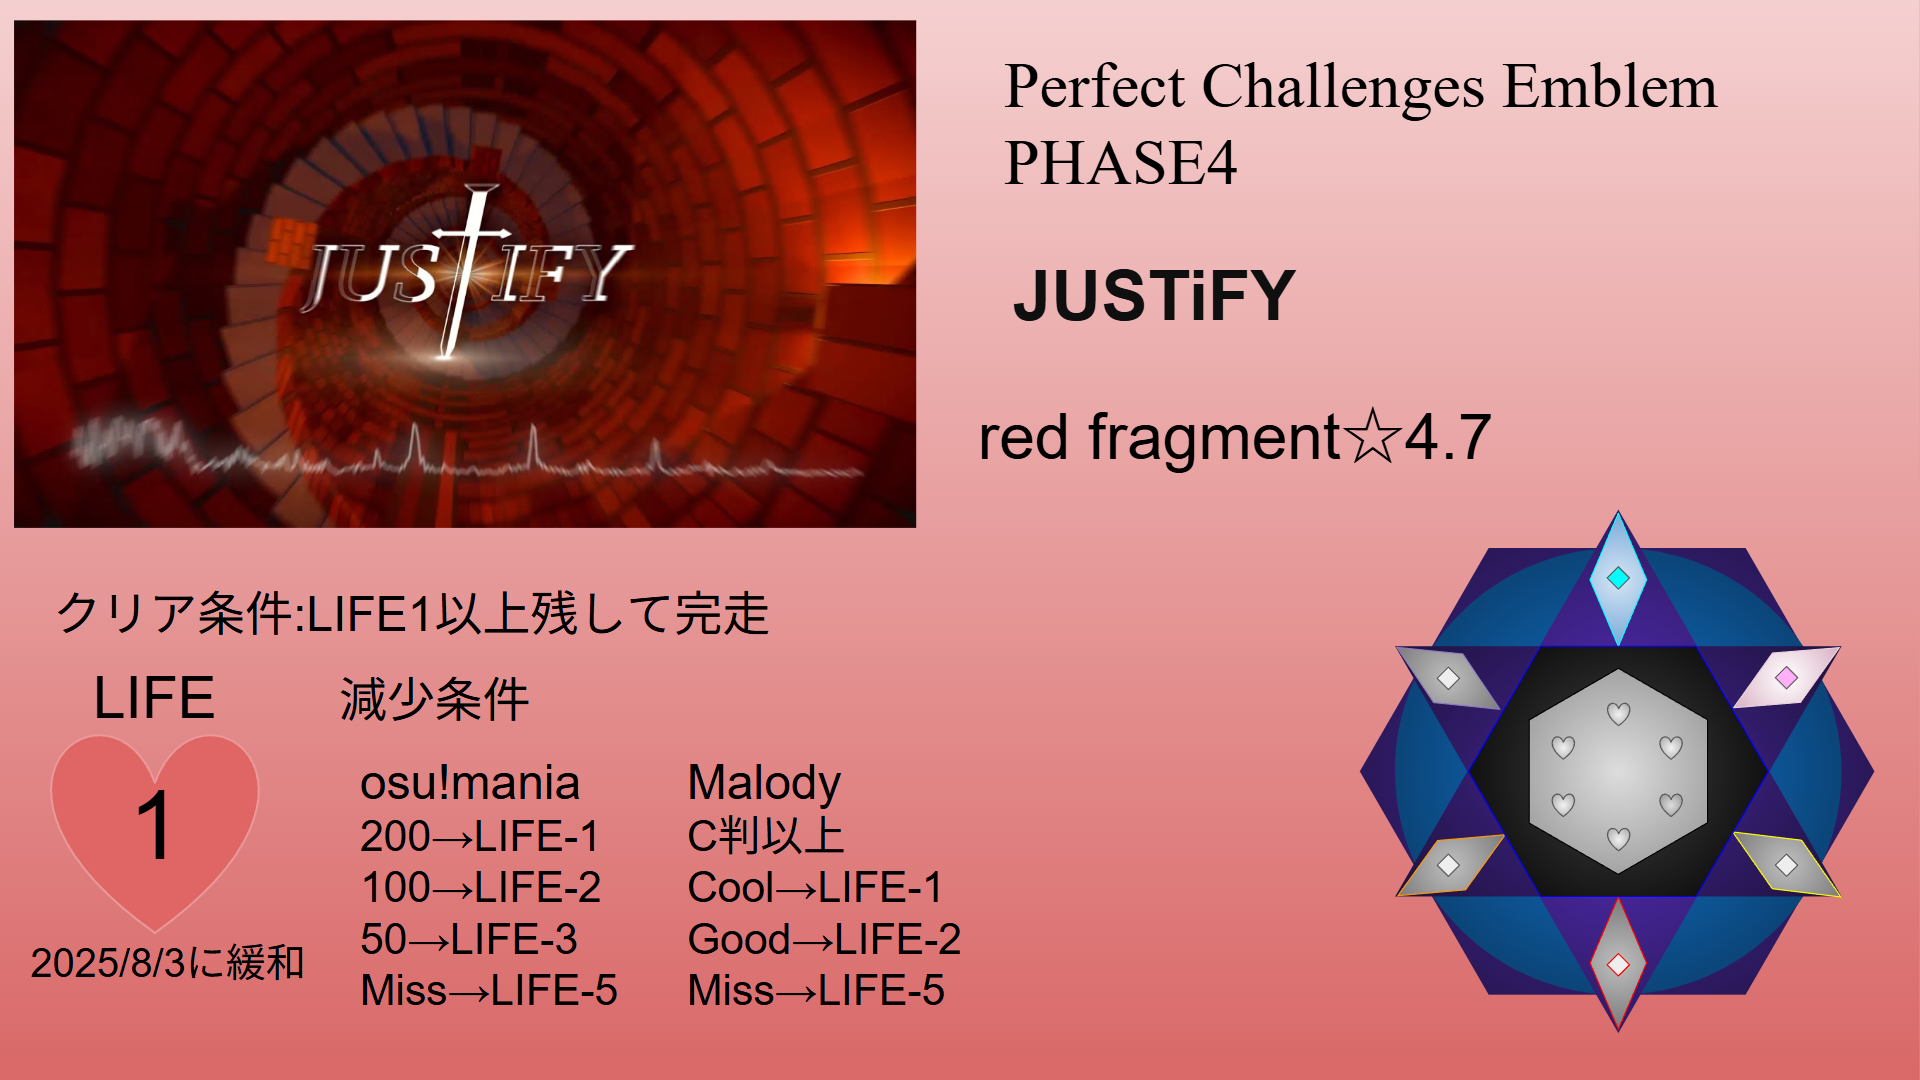 JUSTIFY
Perfect Challenges Emblem
PHASE4
JUSTiFY
red fragment☆4.7
クリア条件:LIFE1以上残して完走
LIFE
1
2025/8/3に緩和
減少条件
osu!mania
200→LIFE-1
100→LIFE-2
50→LIFE-3
Miss→LIFE-5
Malody
C判以上
Cool→LIFE-1
Good→LIFE-2
Miss→LIFE-5